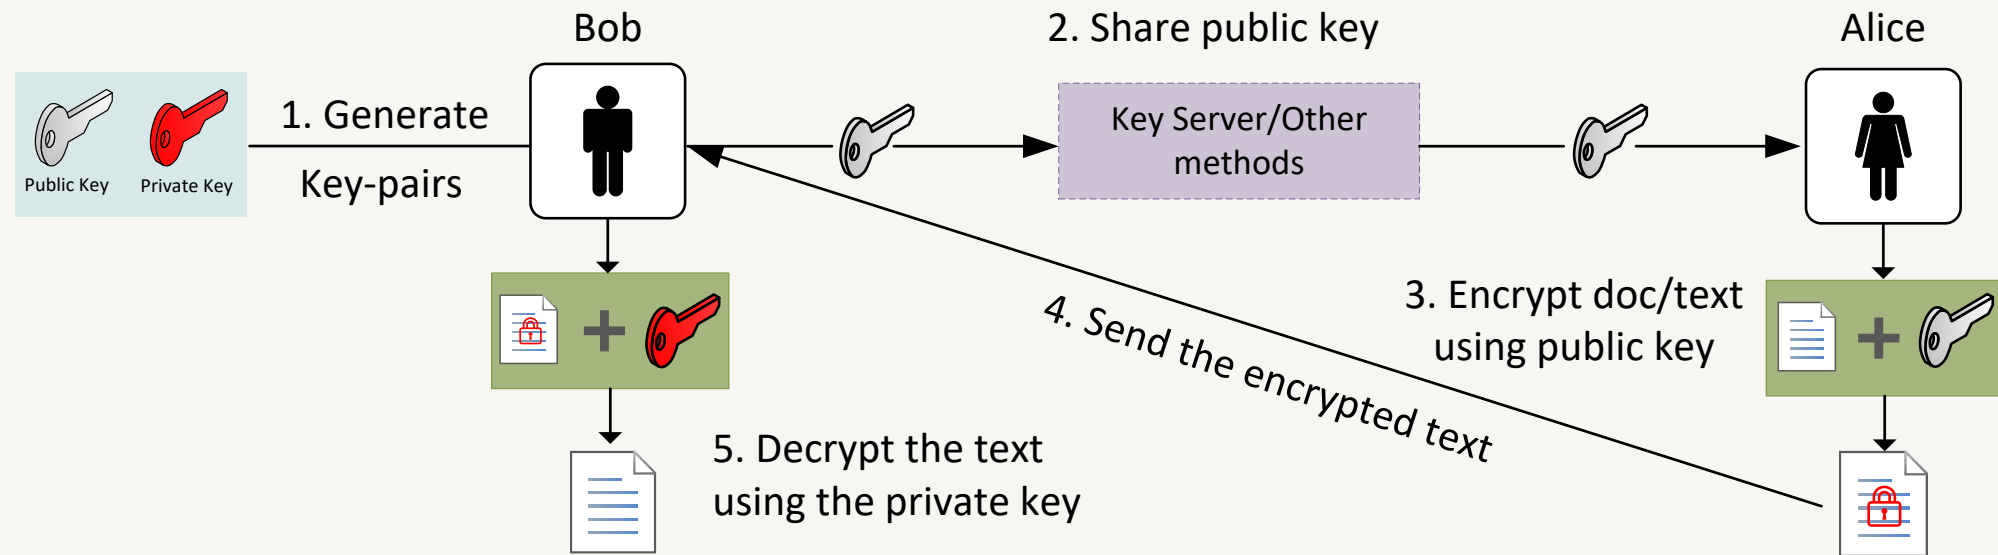 Bob
2. Share public key
Alice
Public Key
Private Key
1. Generate
Key-pairs
Key Server/Other
methods
3. Encrypt doc/text
using public key
4. Send the encrypted text
5. Decrypt the text
using the private key